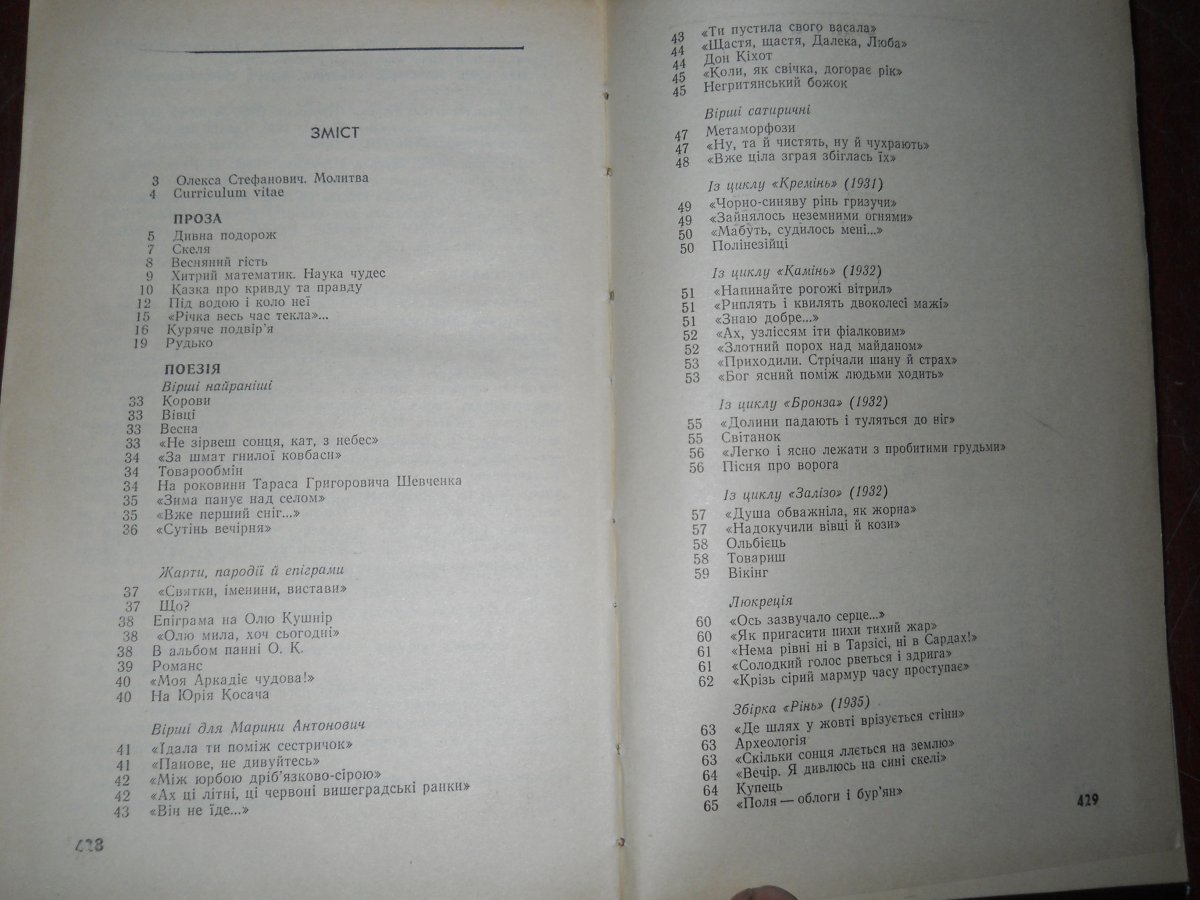 ЗМІСТ
3 Олекса Стефанович. Молитва
4 Curriculum vitae
ПРОЗА
5 Дивна подорож
7 Скеля
8 Весняний гість
9 Хитрий математик. Наука чудес
10 Казка про кривду та правду
12 Під водою і коло неї
15 «Річка весь час текла»...
16 Куряче подвір'я
19 Рудько
ПОЕЗІЯ
Вірші найраніші
33 Корови
33 Вівці
33 Весна
33 «Не зірвеш сонця, кат, з небес»
34 «За шмат гнилої ковбаси»
34 Товарообмін
34 На роковини Тараса Григоровича Шевченка
35 «Зима панує над селом»
35 «Вже перший сніг...»
36 «Сутінь вечірня»
Жарти, пародії й епіграми
37 «Святки, іменини, вистави»
37 Що?
38 Епіграма на Олю Кушнір
38 «Олю мила, хоч сьогодні»
38 В альбом панні О. К.
39 Романс
40 «Моя Аркадіє чудова!»
40 На Юрія Косача
Вірші для Марини Антонович
41 «Їдала ти поміж сестричок»
41 «Панове, не дивуйтесь»
42 «Між юрбою дріб'язково-сірою»
42 «Ах ці літні, ці червоні вишеградські ранки»
43 «Він не їде...»
428
43 «Ти пустила свого васала»
44 «Щастя, щастя, Далека, Люба»
44 Дон Кіхот
45 «Коли, як свічка, догорає рік»
45 Негритянський божок
Вірші сатиричні
47 Метаморфози
47 «Ну, та й чистять, ну й чухрають»
48 «Вже ціла зграя збіглась їх»
Із циклу «Кремінь» (1931)
49 «Чорно-синяву рінь гризучи»
49 «Зайнялось неземними огнями»
50 «Мабуть, судилось мені...»
50 Полінезійці
Із циклу «Камінь» (1932)
51 «Напинайте рогожі вітрил»
51 «Риплять і квилять двоколесі мажі»
51 «Знаю добре...»
52 «Ах, узліссям іти фіалковим»
52 «Злотний порох над майданом»
53 «Приходили. Стрічали шану й страх»
53 «Бог ясний поміж людьми ходить»
Із циклу «Бронза» (1932)
55 «Долини падають і туляться до ніг»
55 Світанок
56 «Легко і ясно лежати з пробитими грудьми»
56 Пісня про ворога
Із циклу «Залізо» (1932)
57 «Душа обважніла, як жорна»
57 «Надокучили вівці й кози»
58 Ольбієць
58 Товариш
59 Вікінг
Люкреція
60 «Ось зазвучало серце...»
60 «Як пригасити пихи тихий жар»
61 «Нема рівні ні в Тарзісі, ні в Сардах!»
61 «Солодкий голос рветься і здрига»
62 «Крізь сірий мармур часу проступає»
Збірка «Рінь» (1935)
63 «Де шлях у жовті врізується стіни»
63 Археологія
63 «Скільки сонця ллється на землю»
64 «Вечір. Я дивлюсь на сині скелі»
64 Купець
65 «Поля — облоги і бур'ян»
429